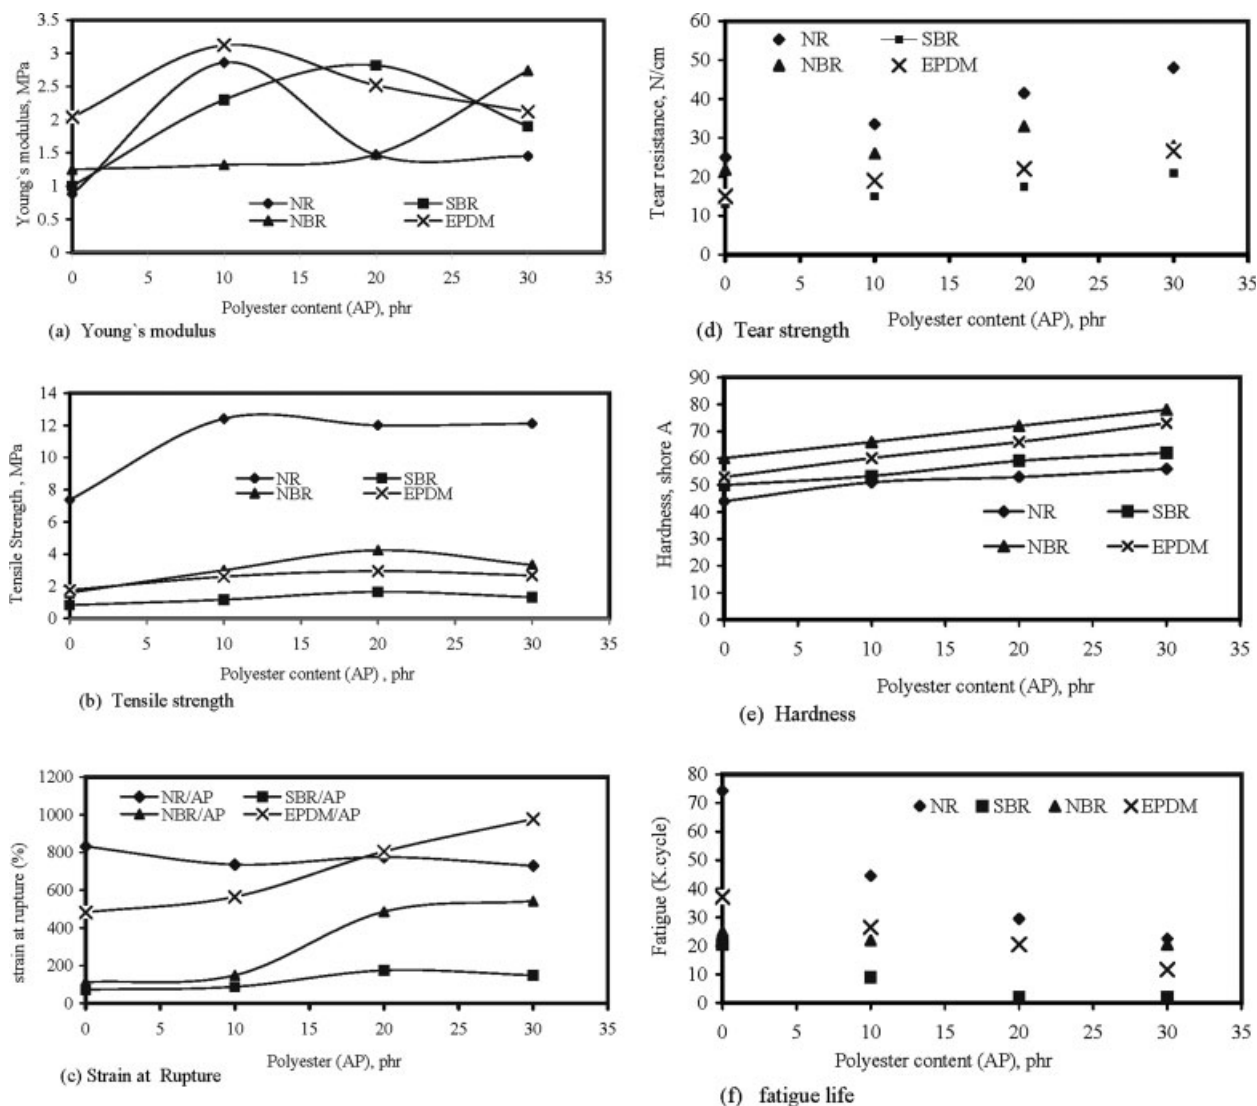 3.5
3
2.5
2
1.5
1
0.5
0
Young`s modulus, MPa
NR
SBR
NBR
EPDM
0 5 10 15 20 25 30 35
Polyester content (AP), phr
(a) Young`s modulus
14
12
10
8
6
4
2
0
Tensile Strength , MPa
NR
SBR
NBR
EPDM
0 5 10 15 20 25 30 35
Polyester content (AP) , phr
(b) Tensile strength
1200
1000
800
600
400
200
0
strain at rupture (%)
NR/AP
SBR/AP
NBR/AP
EPDM/AP
0 5 10 15 20 25 30 35
Polyester (AP), phr
(c) Strain at Rupture
60
50
40
30
20
10
0
Tear resistance, N/cm
NR
SBR
NBR
EPDM
0 5 10 15 20 25 30 35
Polyester content (AP), phr
(d) Tear strength
90
80
70
60
50
40
30
20
10
0
Hardness, shore A
NR
SBR
NBR
EPDM
0 5 10 15 20 25 30 35
Polyester content (AP), phr
(e) Hardness
80
70
60
50
40
30
20
10
0
Fatigue (K.cycle)
NR SBR NBR EPDM
0 5 10 15 20 25 30 35
Polyester content (AP), phr
(f) fatigue life